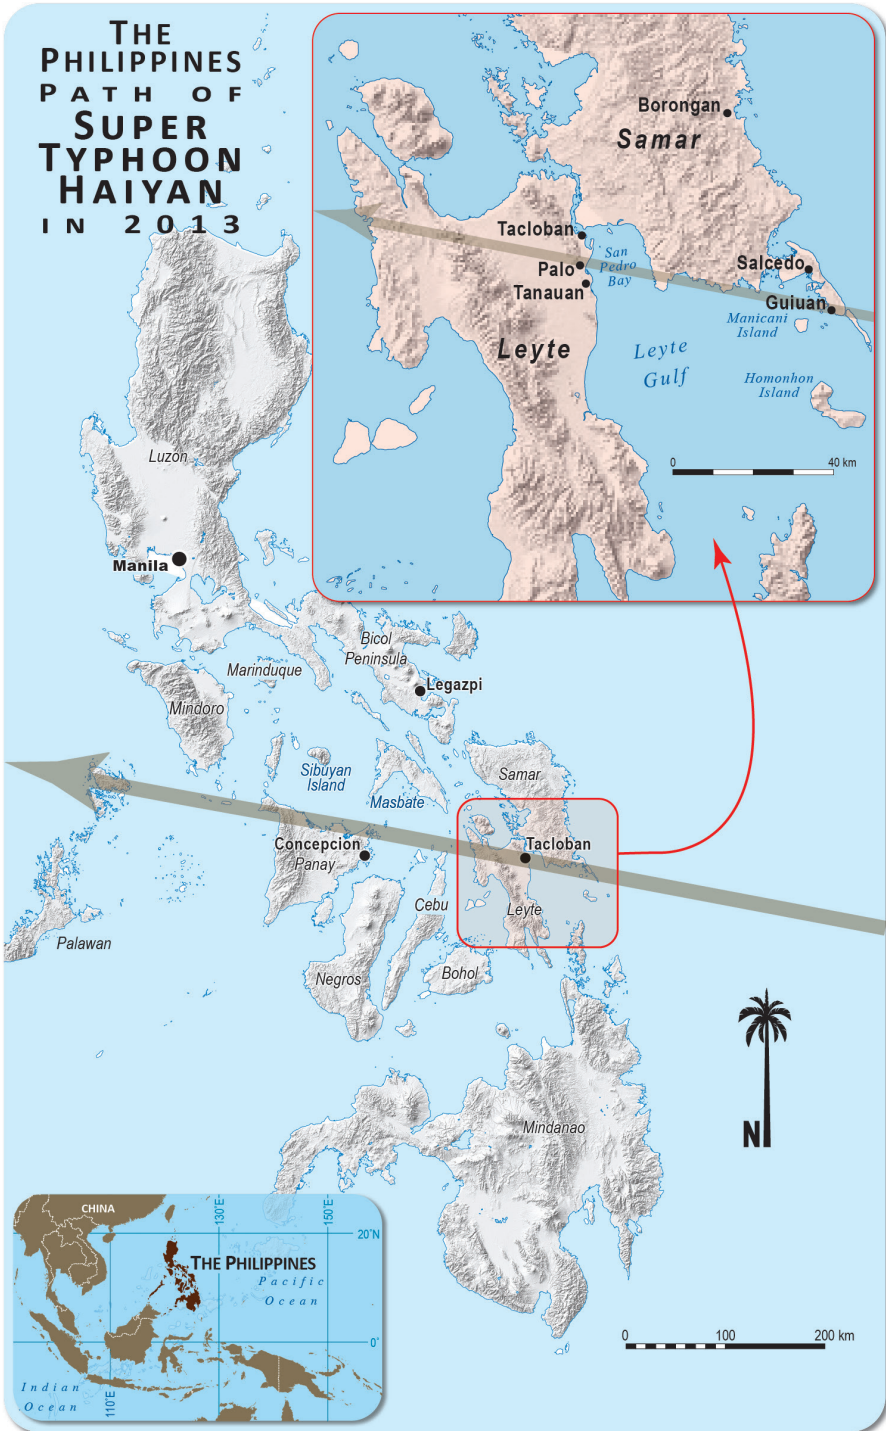 THE
PHILIPPINES
PATH OF
SUPER
TYPHOON
HAIYAN
IN 2013
Borongan
Samar
Tacloban
San
Pedro
Bay
Palo
Tanauan
Salcedo
Guiuan
Manicani
Island
Leyte
Leyte
Gulf
Homonhon
Island
0 40 km
Luzon
Manila
Bicol
Peninsula
Marinduque
Legazpi
Mindoro
Sibuyan
Island
Masbate
Samar
Concepcion
Panay
Tacloban
Cebu
Leyte
Palawan
Negros
Bohol
N
Mindanao
CHINA
130°E
150°E
20°N
THE PHILIPPINES
Pacific
Ocean
0°
Indian
Ocean
110°E
0 100 200 km